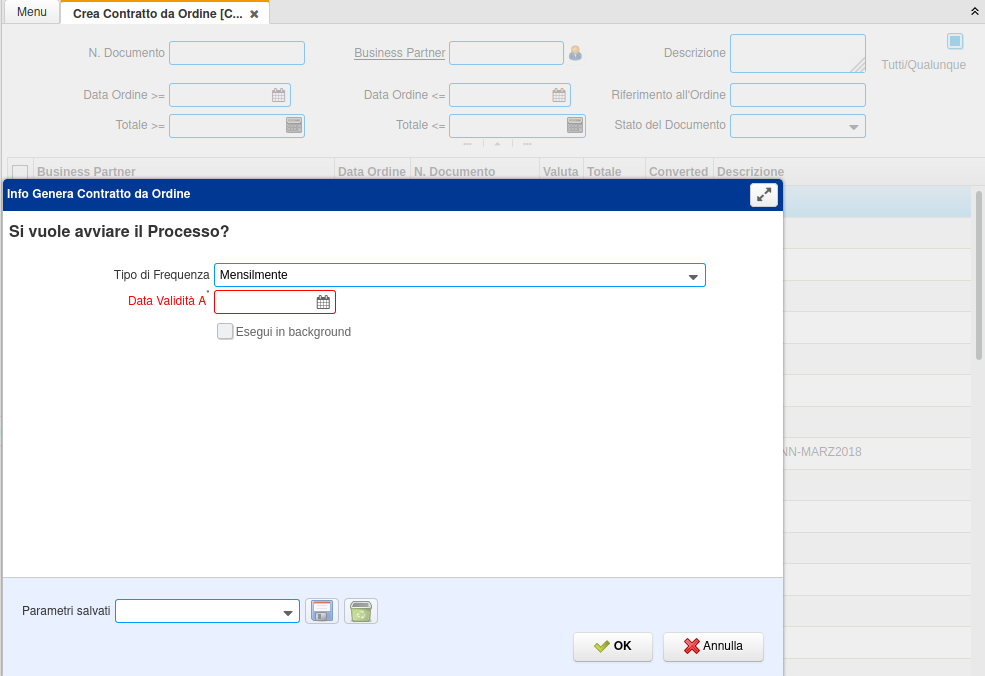 Menu
Crea Contratto da Ordine [C...
N. Documento
Business Partner
Descrizione
Tutti/Qualunque
Data Ordine >=
Data Ordine <=
Riferimento all'Ordine
Totale >=
Totale <=
Stato del Documento
Business Partner Data Ordine N. Documento Valuta Totale Converted Descrizione
Info Genera Contratto da Ordine
Si vuole avviare il Processo?
Tipo di Frequenza Mensilmente
Data Validità A*
Esegui in background
NN-MARZ2018
Parametri salvati
OK Annulla